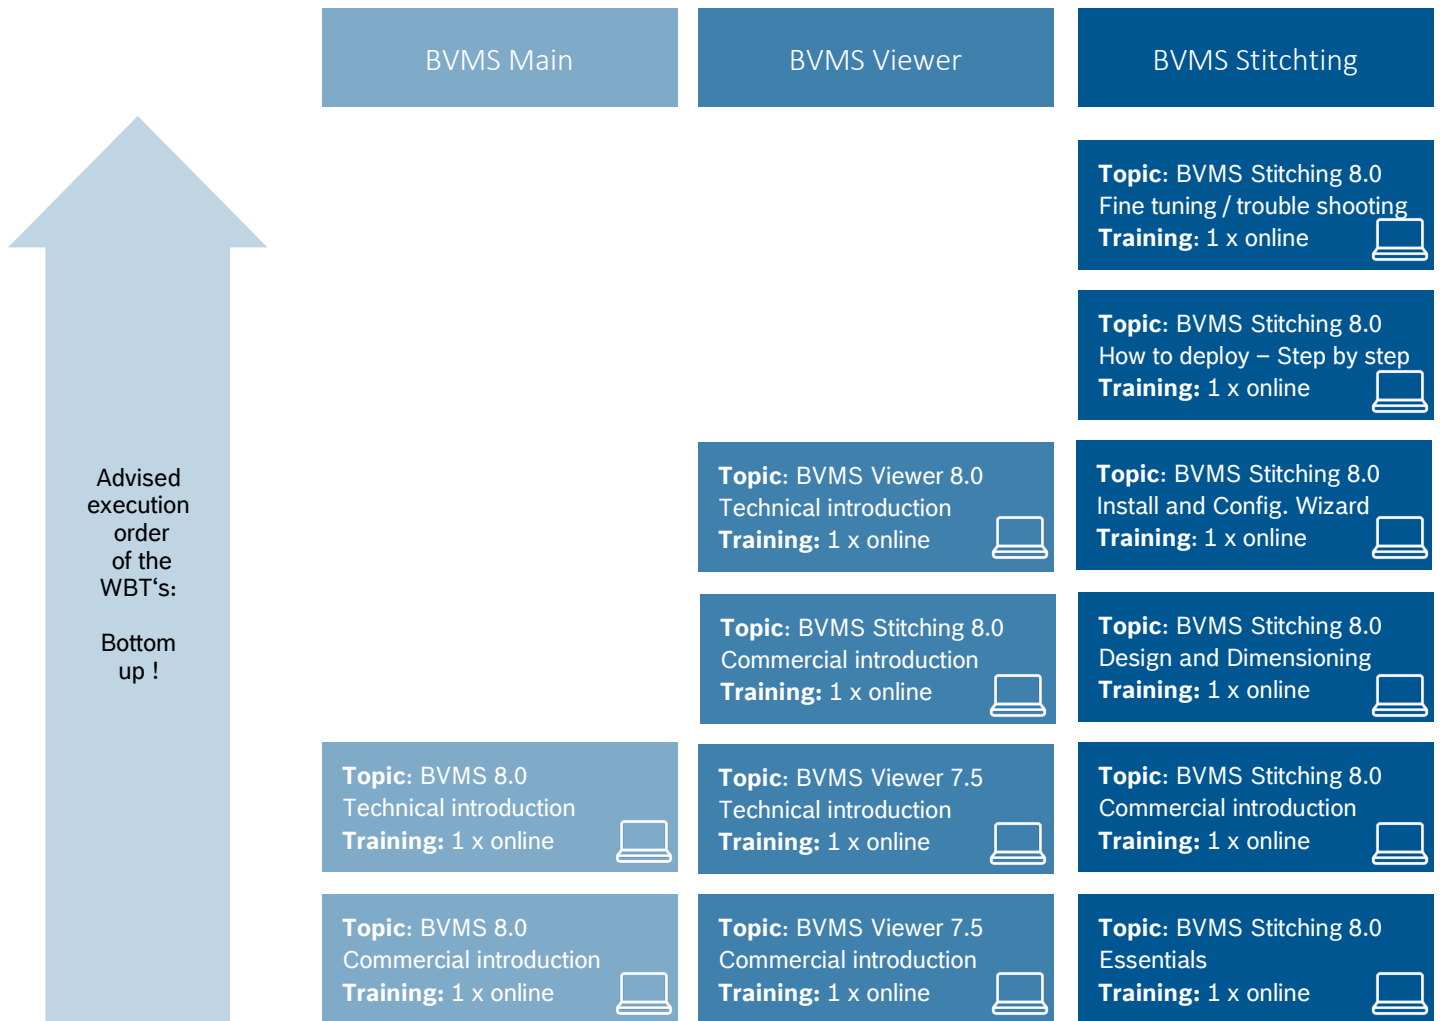 BVMS Main
BVMS Viewer
BVMS Stitchting
Advised
execution
order
of the
WBT‘s:
Bottom
up !
Topic: BVMS Stitching 8.0
Fine tuning / trouble shooting
Training: 1 x online
Topic: BVMS Stitching 8.0
How to deploy – Step by step
Training: 1 x online
Topic: BVMS Viewer 8.0
Technical introduction
Training: 1 x online
Topic: BVMS Stitching 8.0
Install and Config. Wizard
Training: 1 x online
Topic: BVMS Stitching 8.0
Commercial introduction
Training: 1 x online
Topic: BVMS Stitching 8.0
Design and Dimensioning
Training: 1 x online
Topic: BVMS 8.0
Technical introduction
Training: 1 x online
Topic: BVMS Viewer 7.5
Technical introduction
Training: 1 x online
Topic: BVMS Stitching 8.0
Commercial introduction
Training: 1 x online
Topic: BVMS 8.0
Commercial introduction
Training: 1 x online
Topic: BVMS Viewer 7.5
Commercial introduction
Training: 1 x online
Topic: BVMS Stitching 8.0
Essentials
Training: 1 x online